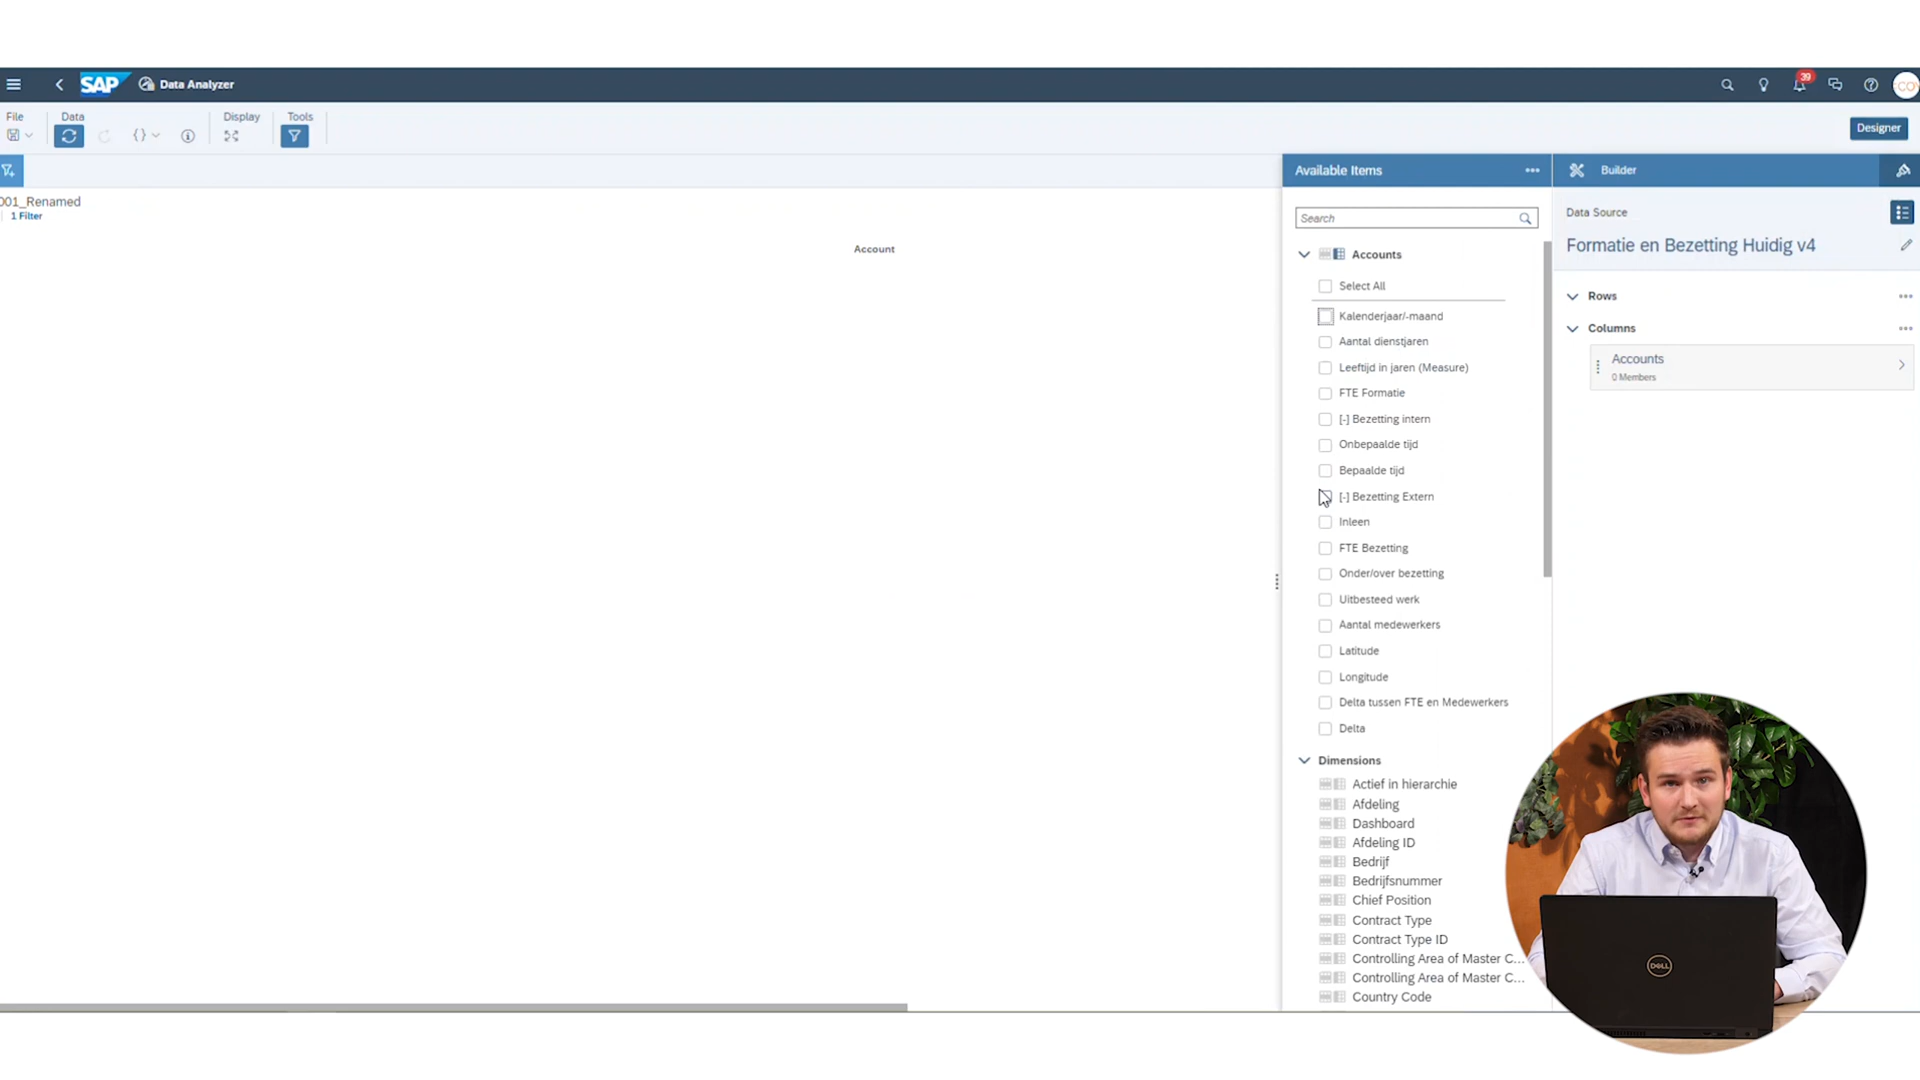 SAP Data Analyzer
39
COV
File
Data
Display
Tools
Designer
Available Items
Builder
001_Renamed
1 Filter
Account
Search
Accounts
Select All
Kalenderjaar/-maand
Aantal dienstjaren
Leeftijd in jaren (Measure)
FTE Formatie
[-] Bezetting intern
Onbepaalde tijd
Bepaalde tijd
[-] Bezetting Extern
Inleen
FTE Bezetting
Onder/over bezetting
Uitbesteed werk
Aantal medewerkers
Latitude
Longitude
Delta tussen FTE en Medewerkers
Delta
Dimensions
Actief in hierarchie
Afdeling
Dashboard
Afdeling ID
Bedrijf
Bedrijfsnummer
Chief Position
Contract Type
Contract Type ID
Controlling Area of Master C...
Controlling Area of Master C...
Country Code
Data Source
Formatie en Bezetting Huidig v4
Rows
Columns
Accounts
0 Members
DELL